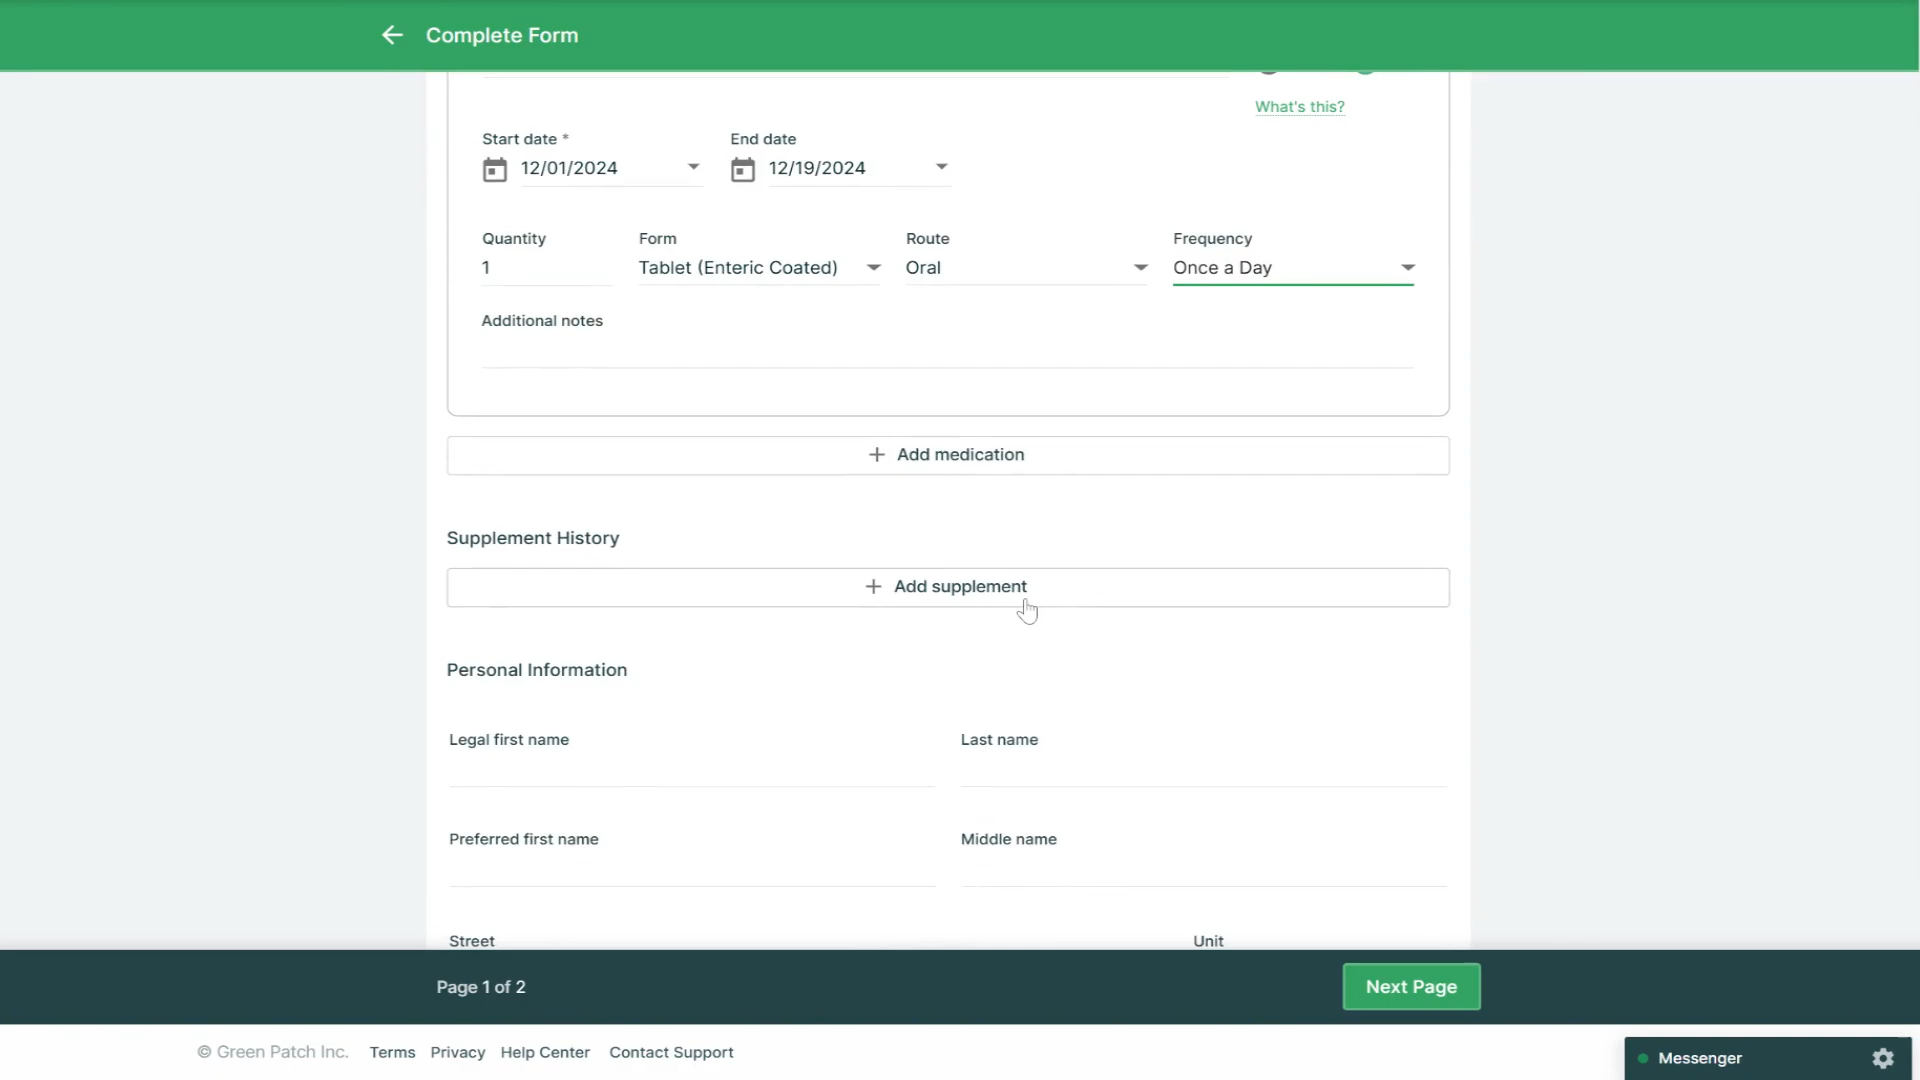 Complete Form
What's this?
Start date * End date
12/01/2024 12/19/2024
Quantity Form Route Frequency
1 Tablet (Enteric Coated) Oral Once a Day
Additional notes
Add medication
Supplement History
Add supplement
Personal Information
Legal first name Last name
Preferred first name Middle name
Street Unit
Page 1 of 2 Next Page
© Green Patch Inc. Terms Privacy Help Center Contact Support
Messenger